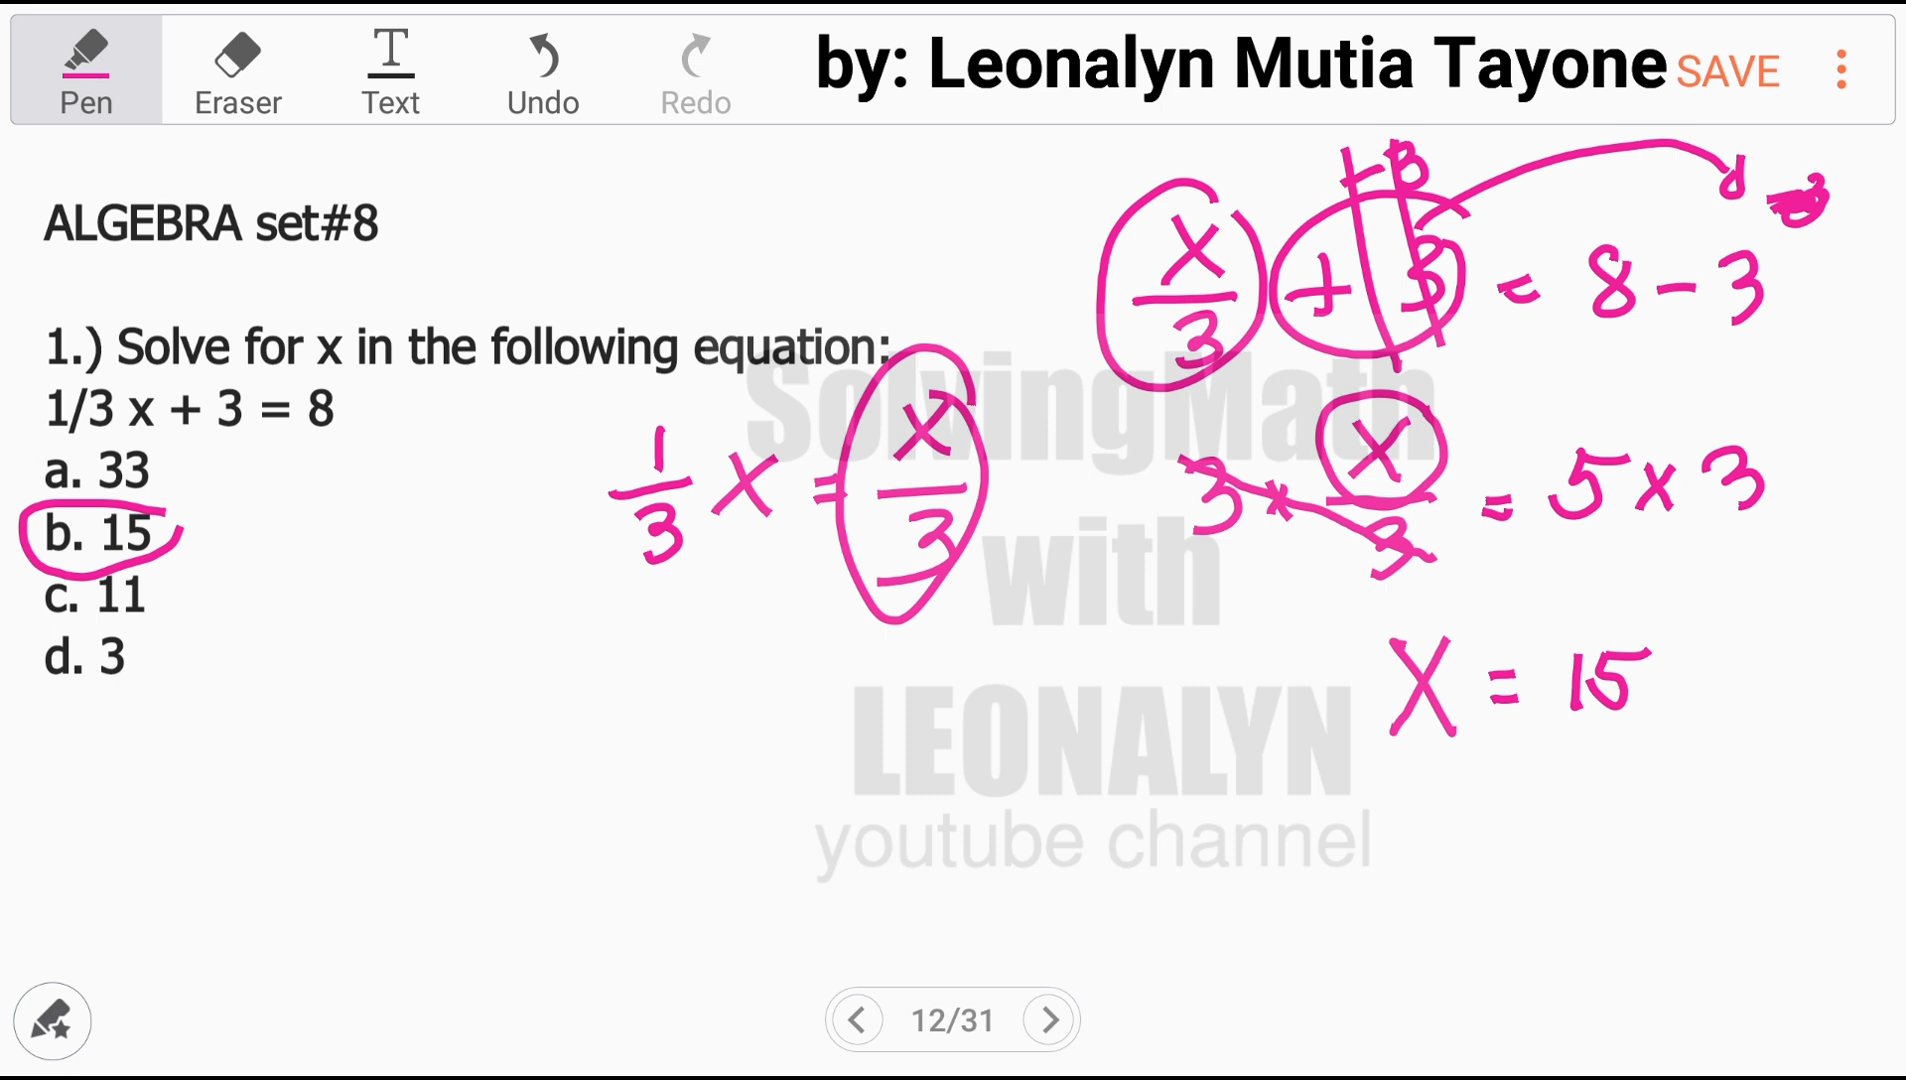 Pen Eraser Text Undo Redo by: Leonalyn Mutia Tayone SAVE
ALGEBRA set#8
1.) Solve for x in the following equation:
1/3 x + 3 = 8
a. 33
b. 15
c. 11
d. 3
-3
x/3 + 3 = 8 - 3
1/3 x = x/3
3 * x/3 = 5 x 3
x = 15
SolvingMath
with
LEONALYN
youtube channel
12/31